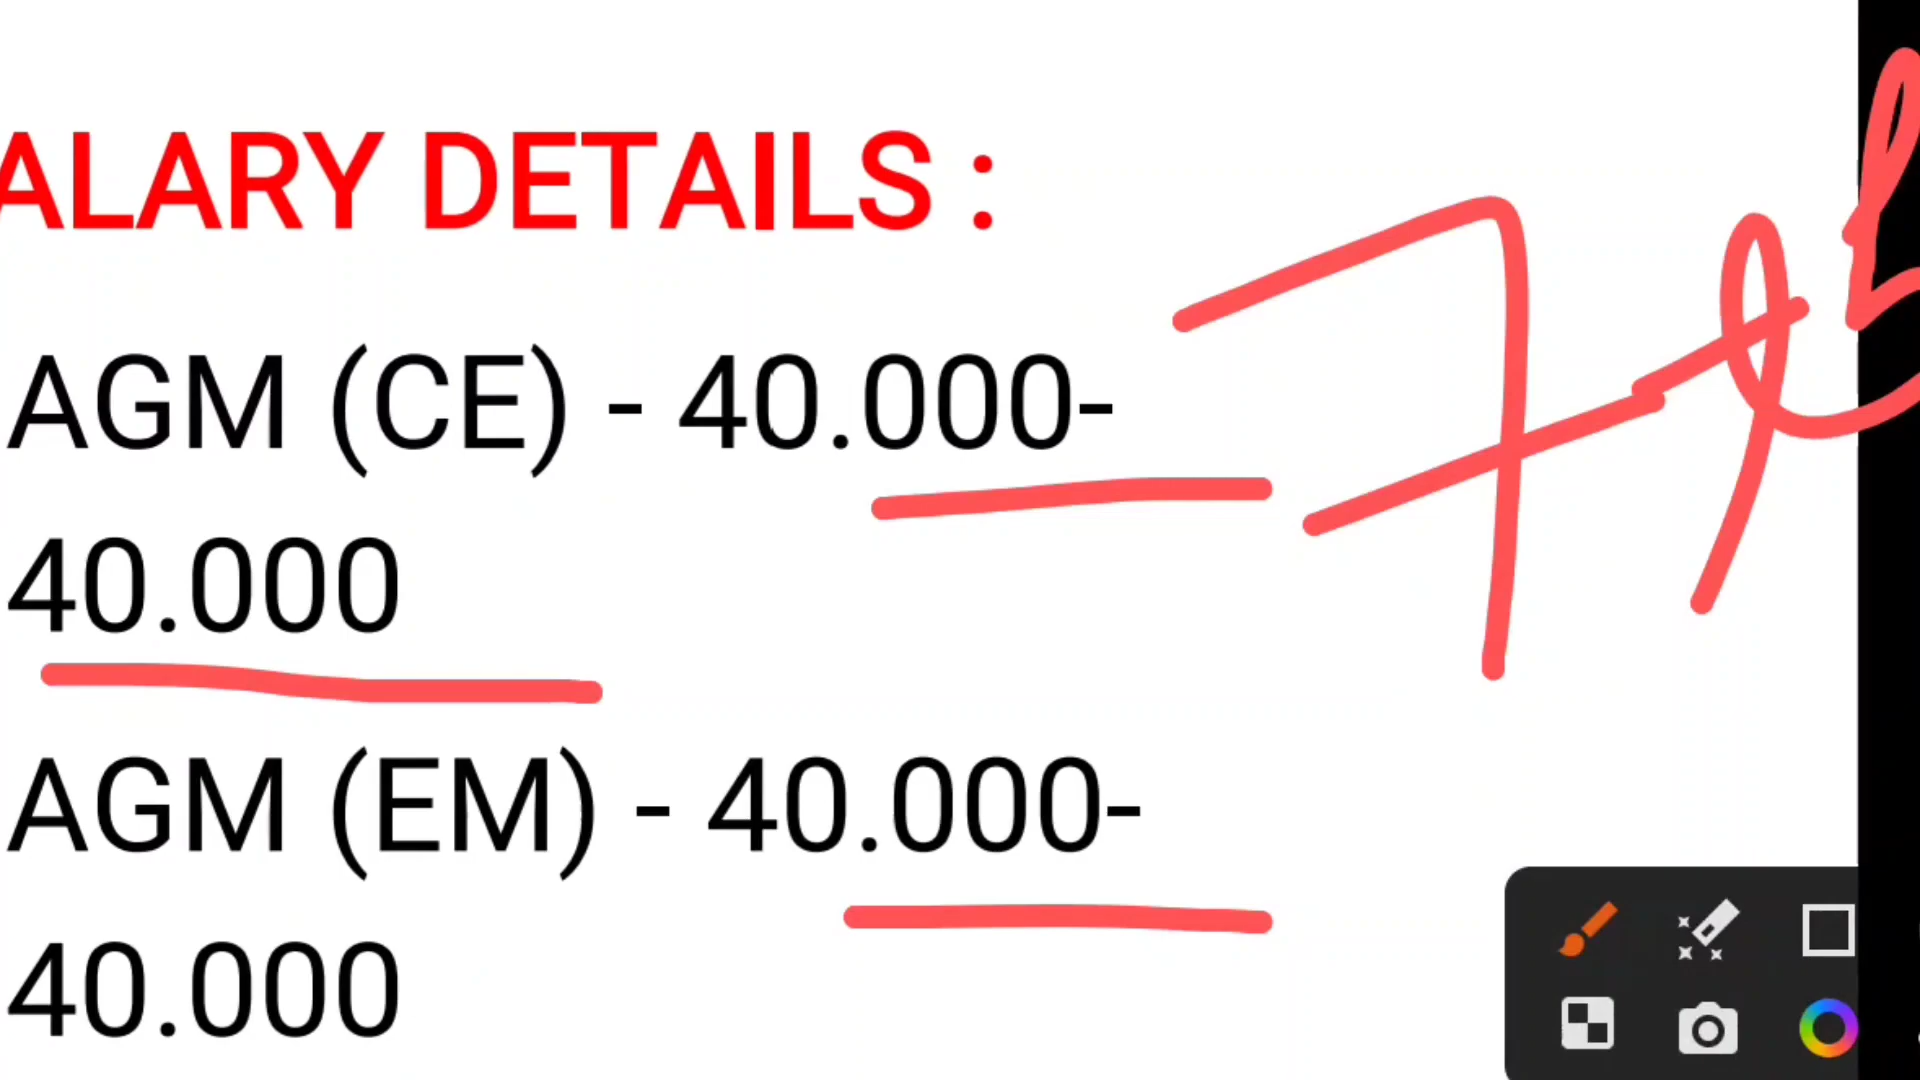 ALARY DETAILS :
AGM (CE) - 40.000-
40.000
AGM (EM) - 40.000-
40.000